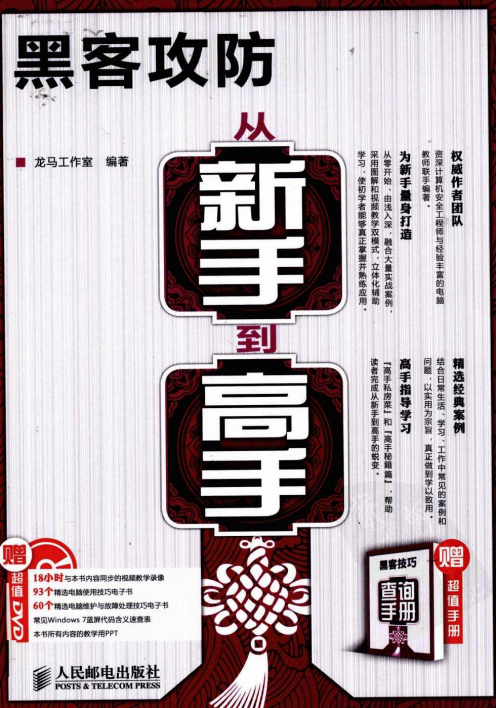 黑客攻防
从
新手
到
高手
龙马工作室 编著
权威作者团队
资深计算机安全工程师与经验丰富的电脑
教师联手编著。
为新手量身打造
从零开始、由浅入深，融合大量实战案例，
采用图解和视频教学双模式，立体化辅助
学习，使初学者能够真正掌握并熟练应用。
精选经典案例
结合日常生活、学习、工作中常见的案例和
问题，以实用为宗旨，真正做到学以致用。
高手指导学习
『高手私房菜』和『高手秘籍篇』，帮助
读者完成从新手到高手的蜕变。
赠
超值DVD
18小时与本书内容同步的视频教学录像
93个精选电脑使用技巧电子书
60个精选电脑维护与故障处理技巧电子书
常见Windows 7蓝屏代码含义速查表
本书所有内容的教学用PPT
黑客技巧
查询
手册
赠
超值手册
人民邮电出版社
POSTS & TELECOM PRESS